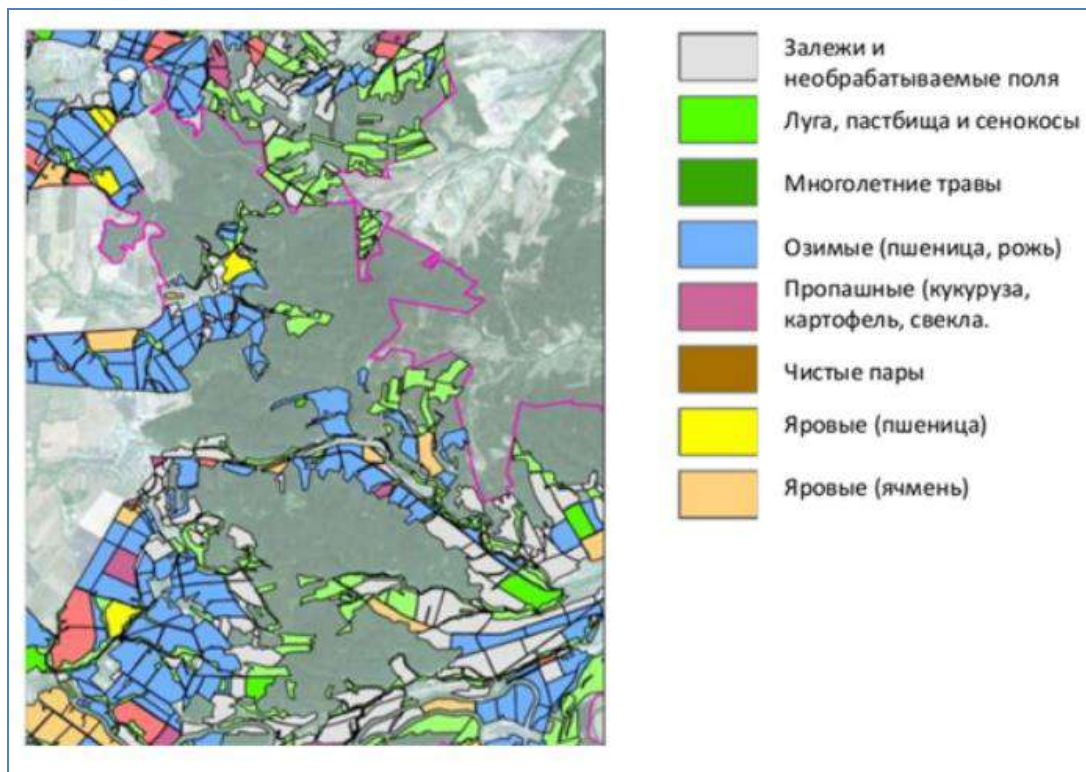 Залежи и
необрабатываемые поля
Луга, пастбища и сенокосы
Многолетние травы
Озимые (пшеница, рожь)
Пропашные (кукуруза,
картофель, свекла.
Чистые пары
Яровые (пшеница)
Яровые (ячмень)